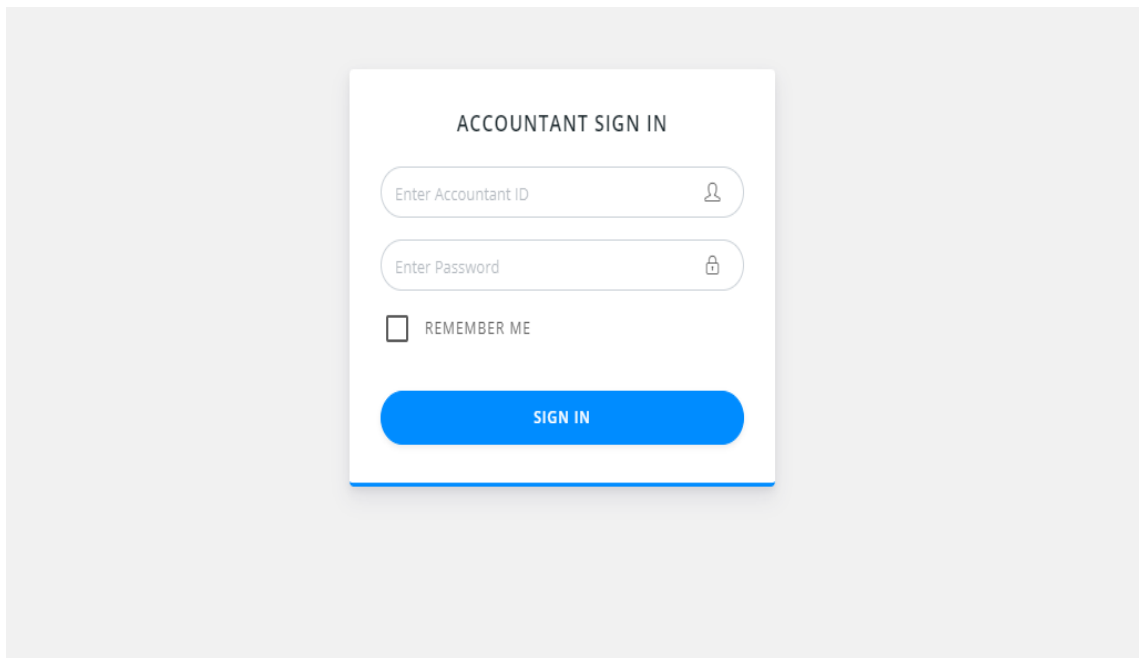 ACCOUNTANT SIGN IN
Enter Accountant ID
Enter Password
REMEMBER ME
SIGN IN